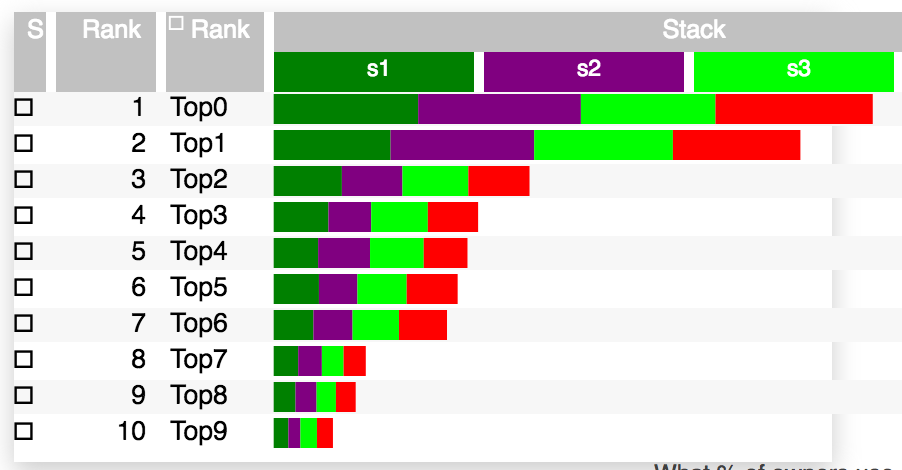 S Rank Rank Stack
s1 s2 s3
1 Top0
2 Top1
3 Top2
4 Top3
5 Top4
6 Top5
7 Top6
8 Top7
9 Top8
10 Top9
What % of owners use